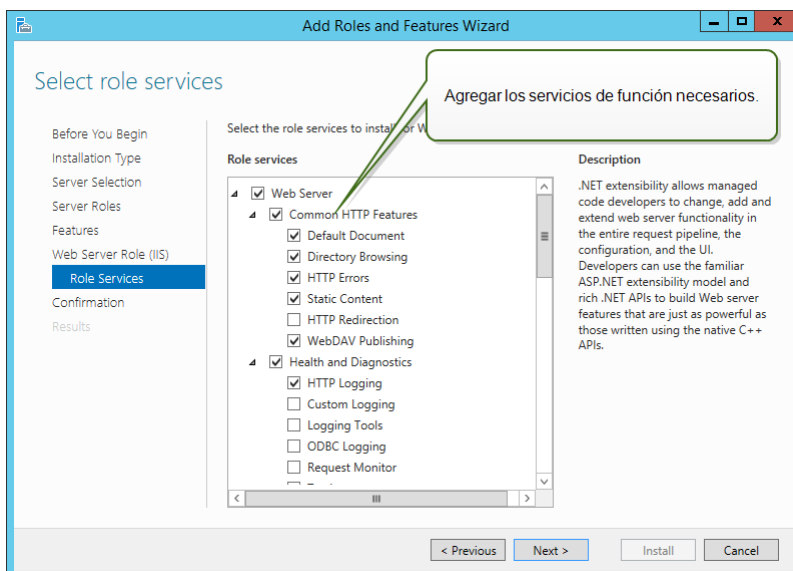 Add Roles and Features Wizard
Select role services
Agregar los servicios de función necesarios.
Before You Begin
Installation Type
Server Selection
Server Roles
Features
Web Server Role (IIS)
Role Services
Confirmation
Results
Select the role services to install for W
Role services
Web Server
Common HTTP Features
Default Document
Directory Browsing
HTTP Errors
Static Content
HTTP Redirection
WebDAV Publishing
Health and Diagnostics
HTTP Logging
Custom Logging
Logging Tools
ODBC Logging
Request Monitor
Description
.NET extensibility allows managed
code developers to change, add and
extend web server functionality in
the entire request pipeline, the
configuration, and the UI.
Developers can use the familiar
ASP.NET extensibility model and
rich .NET APIs to build Web server
features that are just as powerful as
those written using the native C++
APIs.
< Previous
Next >
Install
Cancel